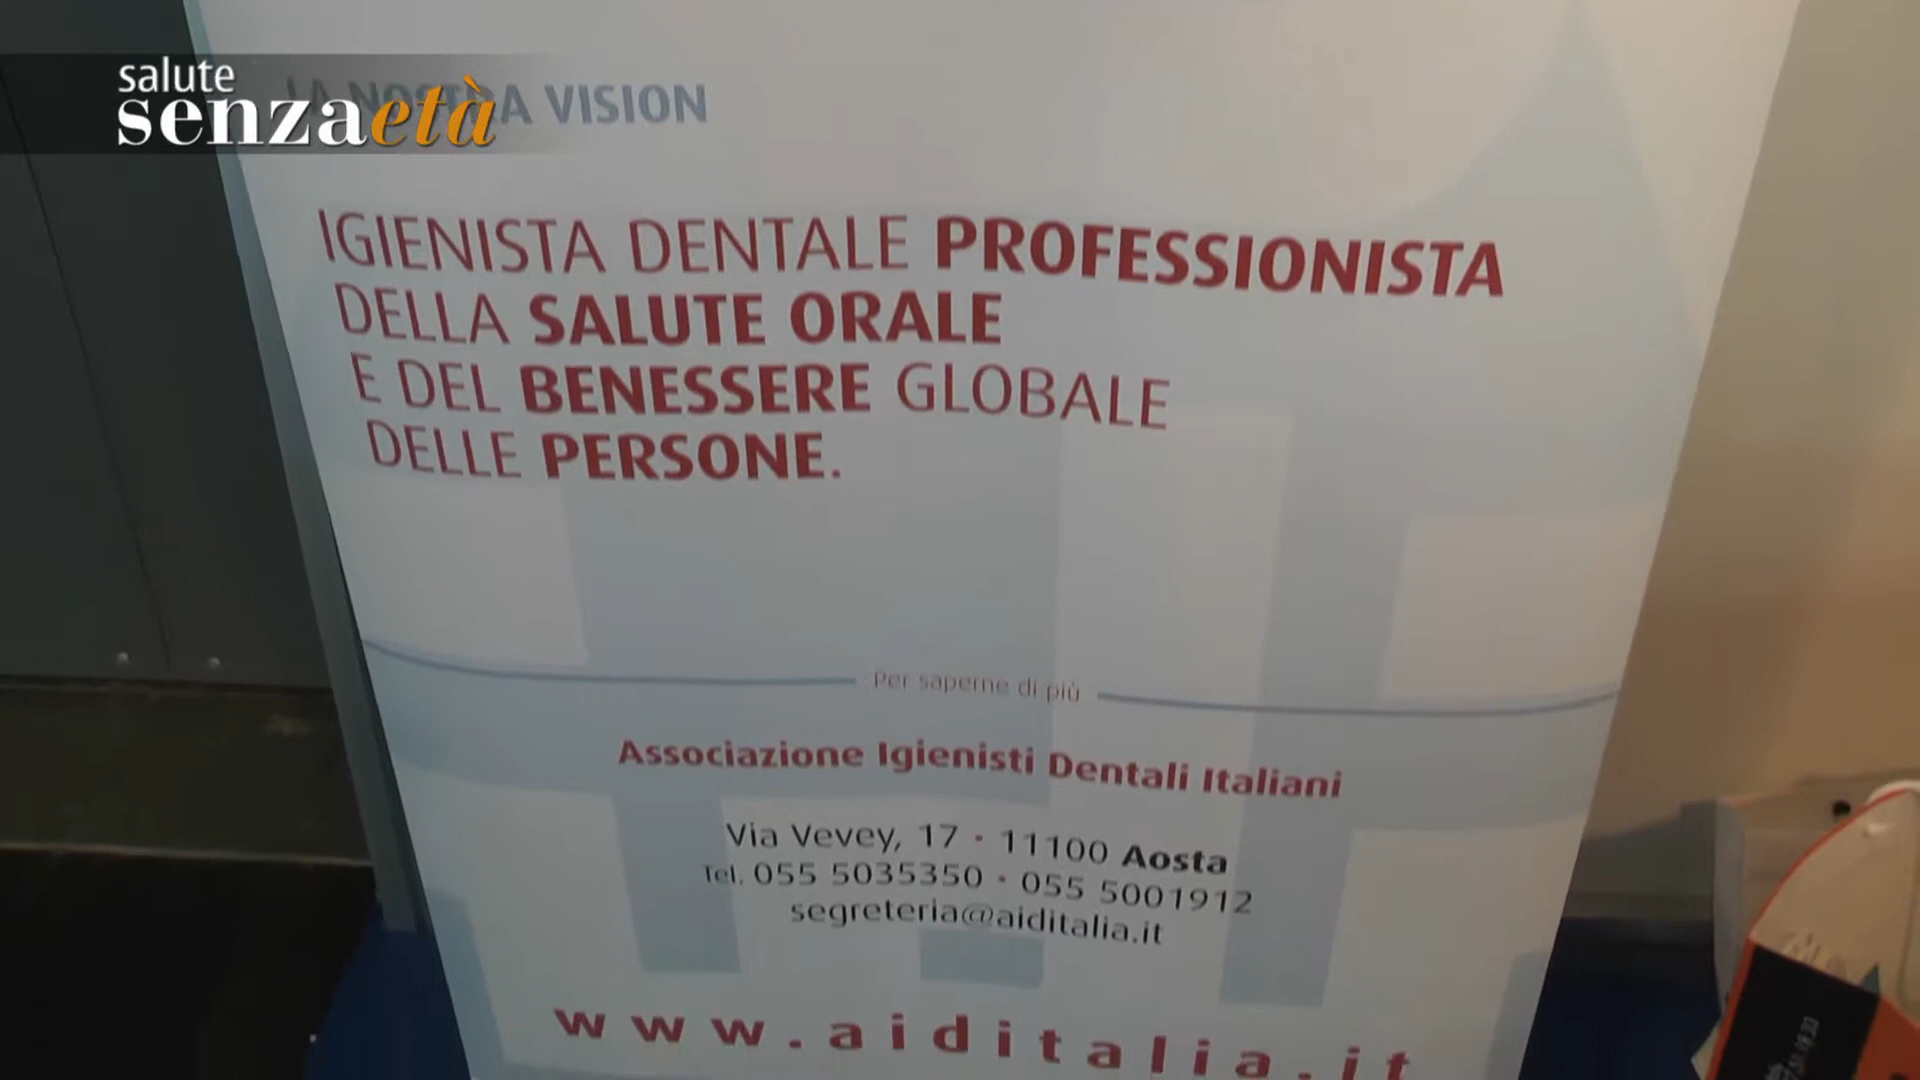 salute
senzaetà
LA NOSTRA VISION
IGIENISTA DENTALE PROFESSIONISTA
DELLA SALUTE ORALE
E DEL BENESSERE GLOBALE
DELLE PERSONE.
Per saperne di più
Associazione Igienisti Dentali Italiani
Via Vevey, 17 · 11100 Aosta
Tel. 055 5035350 · 055 5001912
segreteria@aiditalia.it
www.aiditalia.it